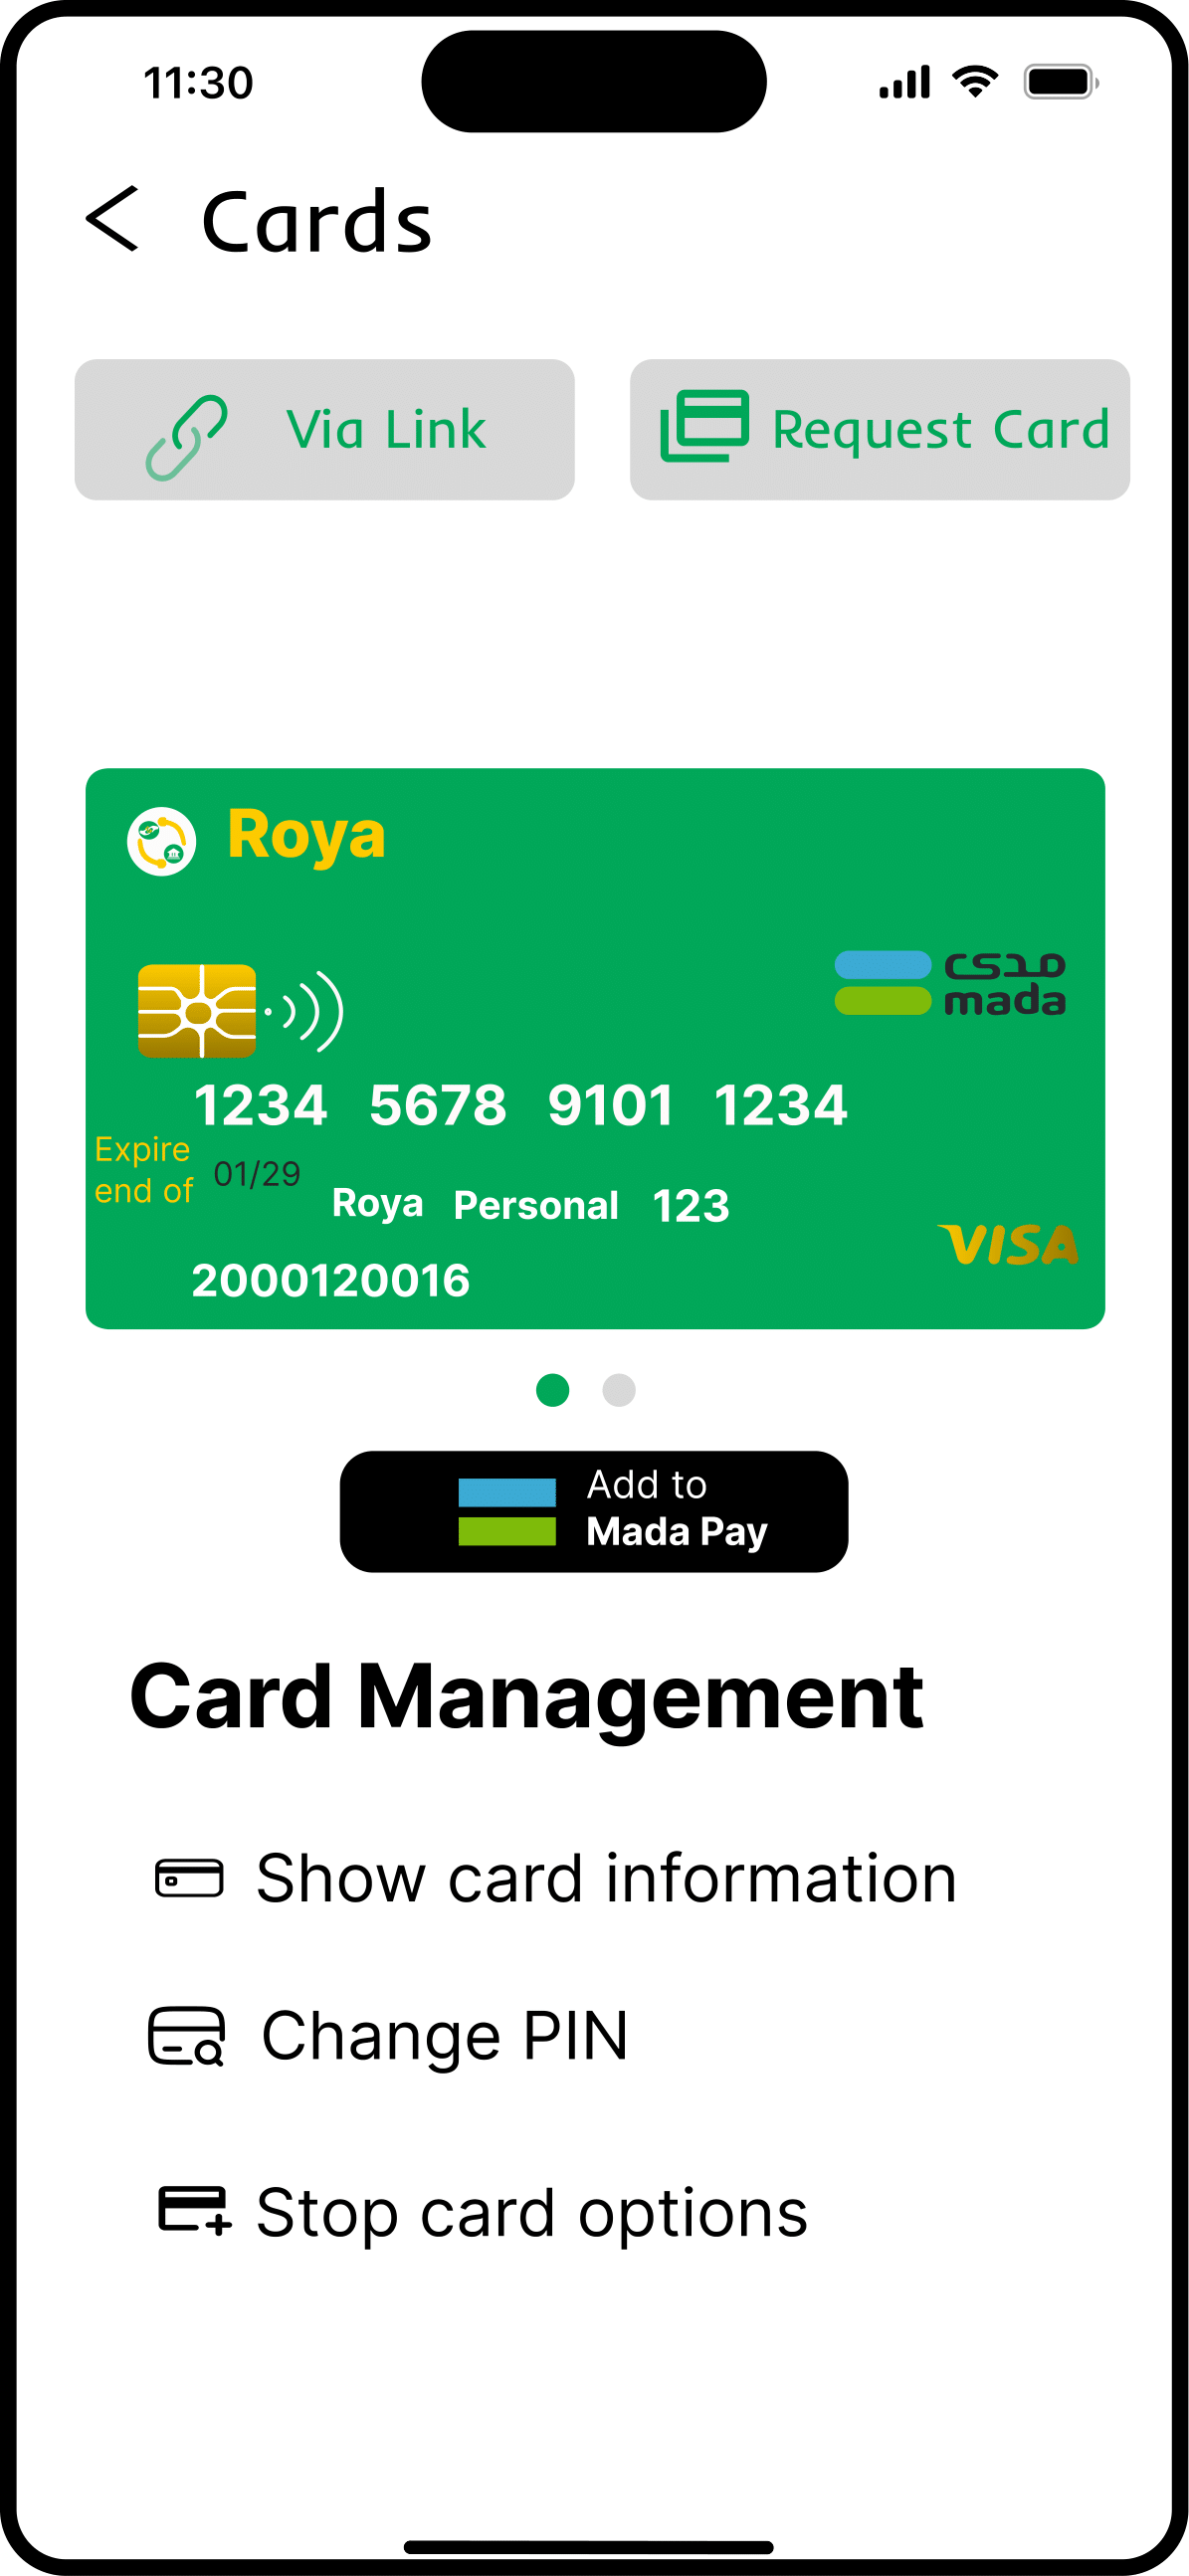 11:30
Cards
Via Link
Request Card
Roya
مدى
mada
1234 5678 9101 1234
Expire
end of
01/29
Roya Personal 123
VISA
2000120016
Add to
Mada Pay
Card Management
Show card information
Change PIN
Stop card options